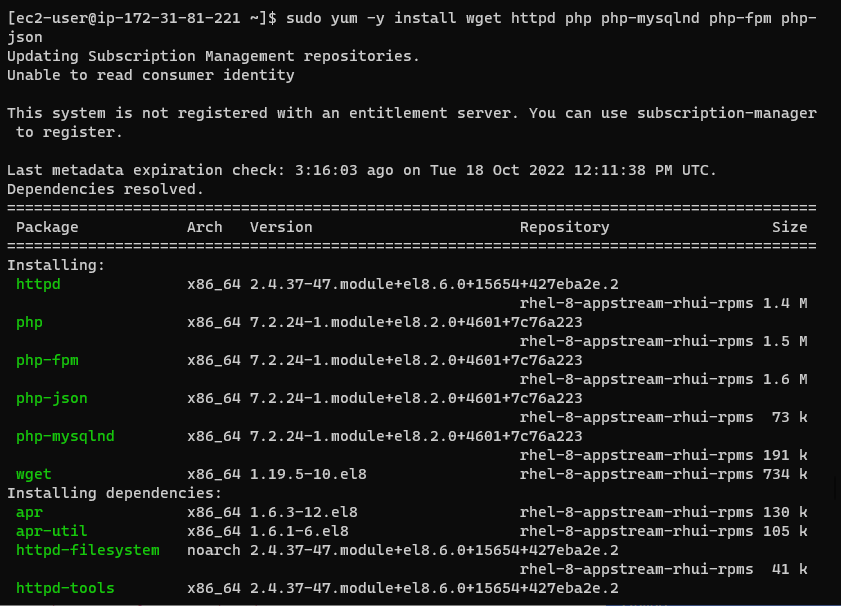 [ec2-user@ip-172-31-81-221 ~]$ sudo yum -y install wget httpd php php-mysqlnd php-fpm php-
json
Updating Subscription Management repositories.
Unable to read consumer identity

This system is not registered with an entitlement server. You can use subscription-manager
 to register.

Last metadata expiration check: 3:16:03 ago on Tue 18 Oct 2022 12:11:38 PM UTC.
Dependencies resolved.
==========================================================================================
 Package            Arch   Version                       Repository                  Size
==========================================================================================
Installing:
 httpd              x86_64 2.4.37-47.module+el8.6.0+15654+427eba2e.2
                                                         rhel-8-appstream-rhui-rpms 1.4 M
 php                x86_64 7.2.24-1.module+el8.2.0+4601+7c76a223
                                                         rhel-8-appstream-rhui-rpms 1.5 M
 php-fpm            x86_64 7.2.24-1.module+el8.2.0+4601+7c76a223
                                                         rhel-8-appstream-rhui-rpms 1.6 M
 php-json           x86_64 7.2.24-1.module+el8.2.0+4601+7c76a223
                                                         rhel-8-appstream-rhui-rpms  73 k
 php-mysqlnd        x86_64 7.2.24-1.module+el8.2.0+4601+7c76a223
                                                         rhel-8-appstream-rhui-rpms 191 k
 wget               x86_64 1.19.5-10.el8                 rhel-8-appstream-rhui-rpms 734 k
Installing dependencies:
 apr                x86_64 1.6.3-12.el8                  rhel-8-appstream-rhui-rpms 130 k
 apr-util           x86_64 1.6.1-6.el8                   rhel-8-appstream-rhui-rpms 105 k
 httpd-filesystem   noarch 2.4.37-47.module+el8.6.0+15654+427eba2e.2
                                                         rhel-8-appstream-rhui-rpms  41 k
 httpd-tools        x86_64 2.4.37-47.module+el8.6.0+15654+427eba2e.2